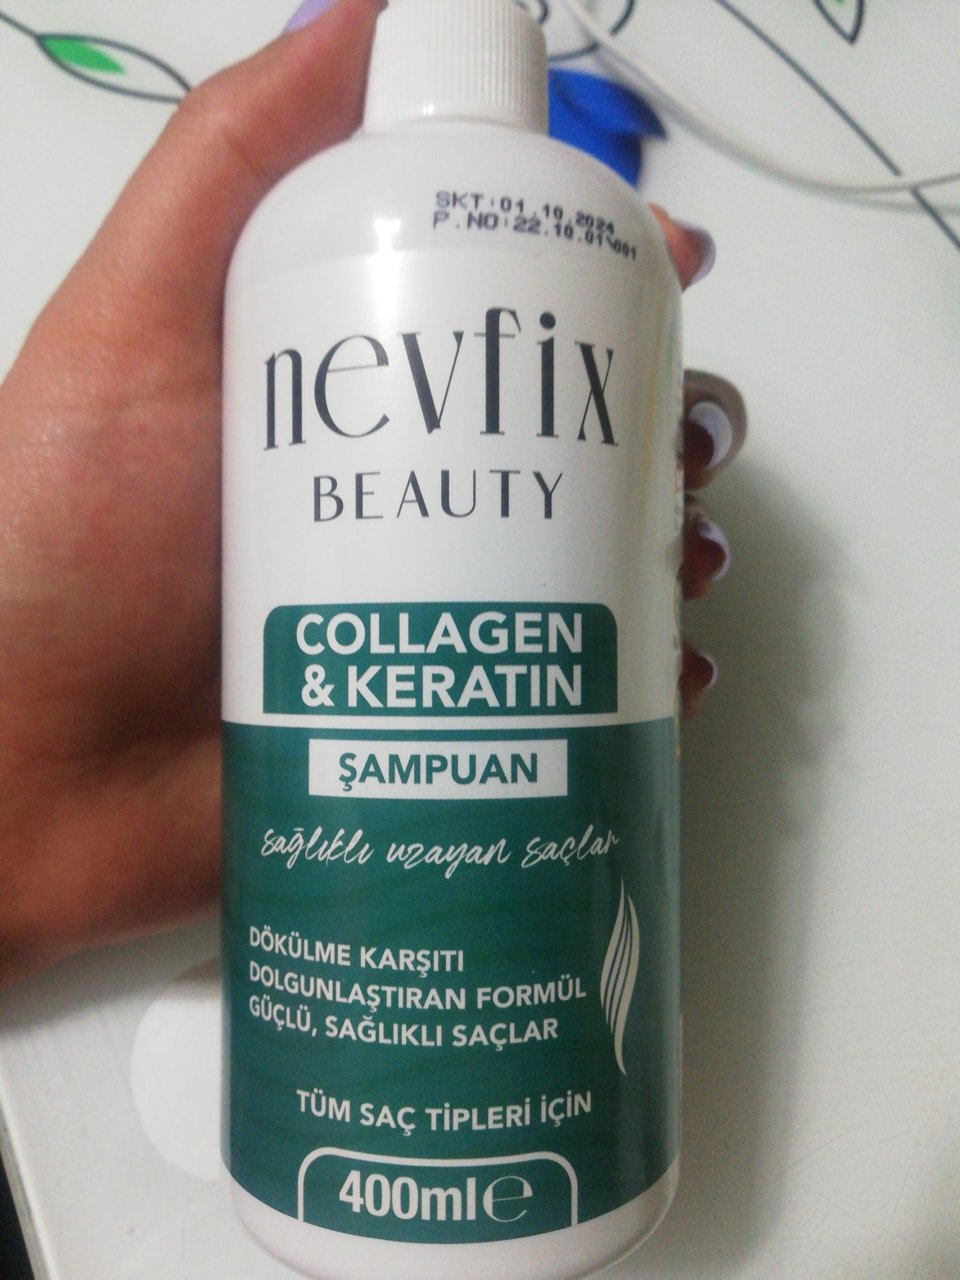 SKT:01.10.2024
P.NO:22.10.01\001
nevfix
BEAUTY
COLLAGEN
& KERATIN
ŞAMPUAN
sağlıklı uzayan saçlar
DÖKÜLME KARŞITI
DOLGUNLAŞTIRAN FORMÜL
GÜÇLÜ, SAĞLIKLI SAÇLAR
TÜM SAÇ TİPLERİ İÇİN
400ml℮